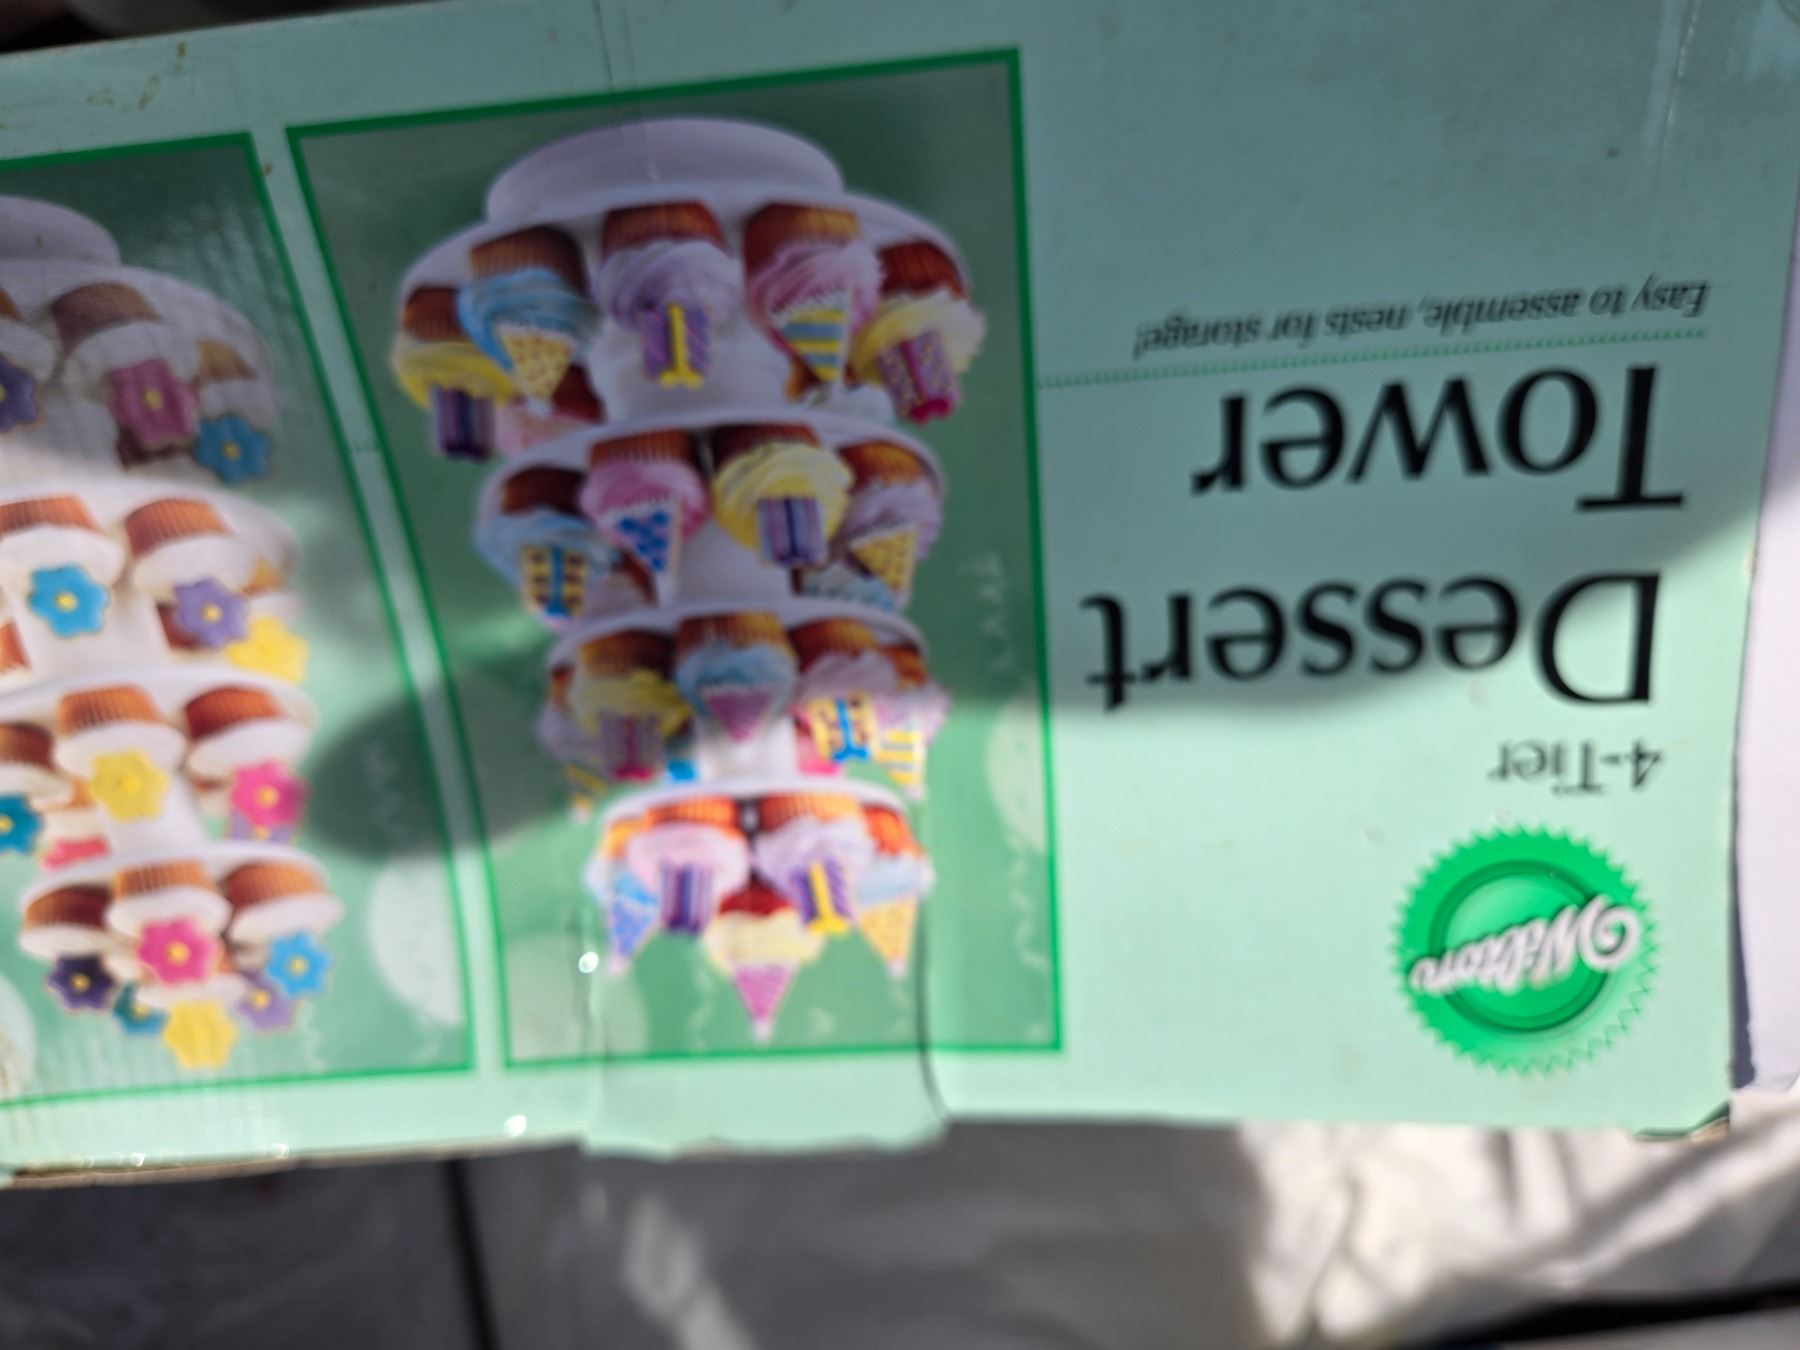 Wilton
4-Tier
Dessert
Tower
Easy to assemble, nests for storage!